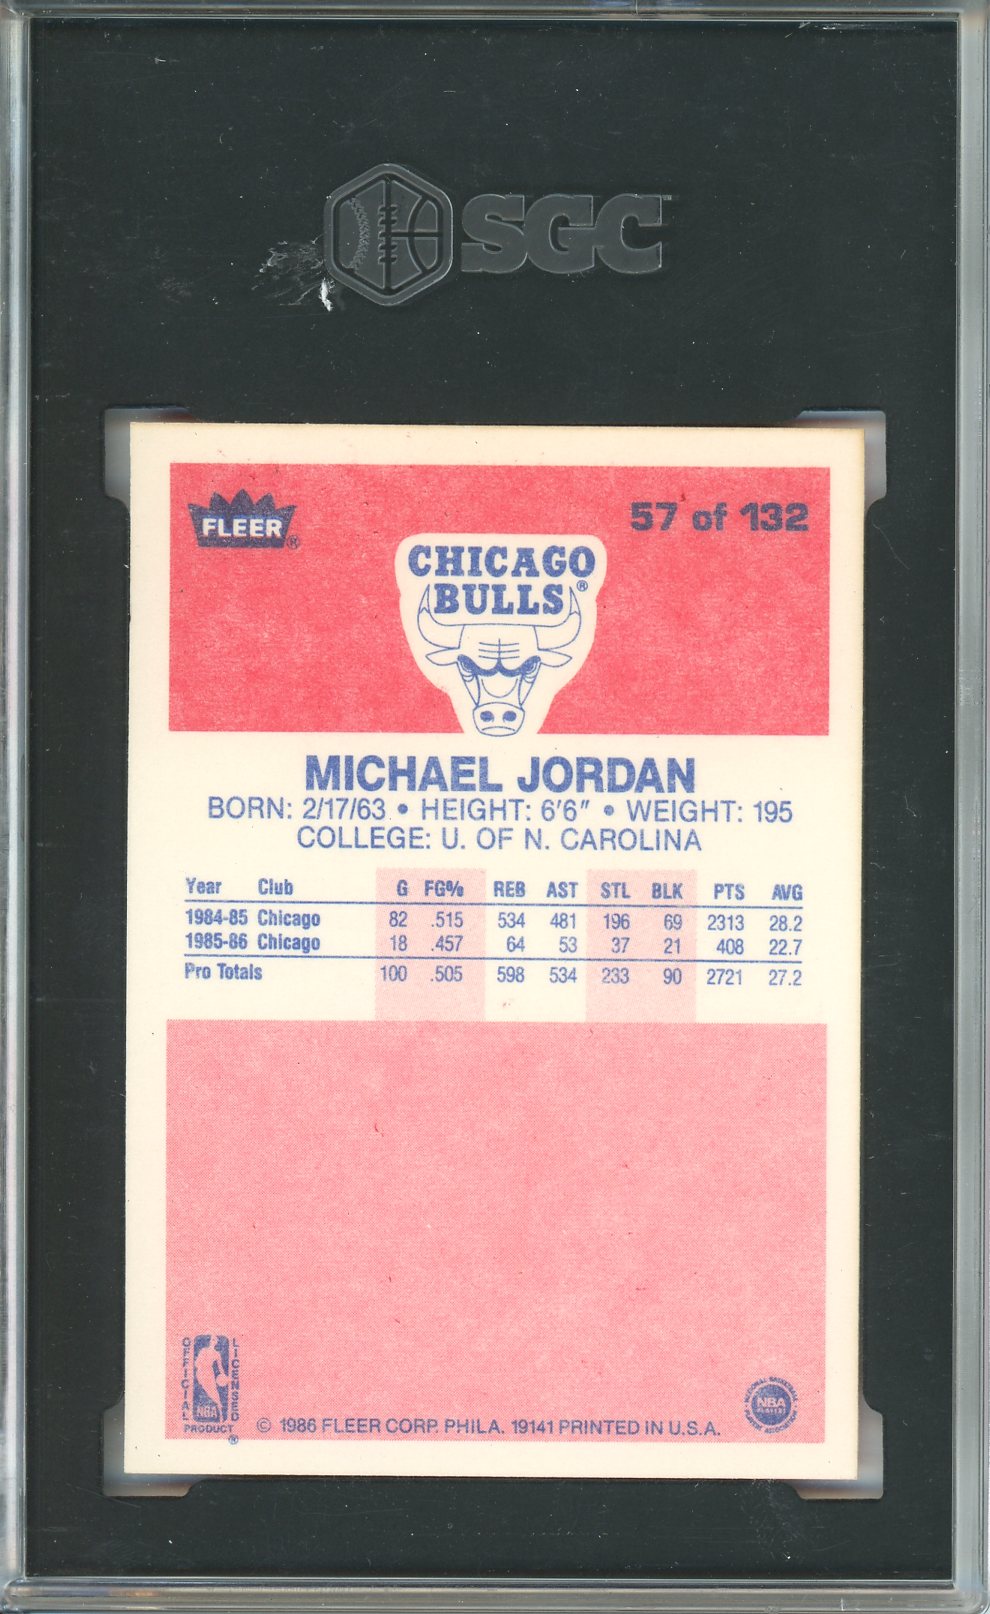 SGC
FLEER®
57 of 132
CHICAGO
BULLS®
MICHAEL JORDAN
BORN: 2/17/63 • HEIGHT: 6'6" • WEIGHT: 195
COLLEGE: U. OF N. CAROLINA
Year Club G FG% REB AST STL BLK PTS AVG
1984-85 Chicago 82 .515 534 481 196 69 2313 28.2
1985-86 Chicago 18 .457 64 53 37 21 408 22.7
Pro Totals 100 .505 598 534 233 90 2721 27.2
OFFICIAL
LICENSED
NBA
PRODUCT
®
© 1986 FLEER CORP. PHILA. 19141 PRINTED IN U.S.A.
NATIONAL BASKETBALL
NBA
PLAYERS
ASSOCIATION